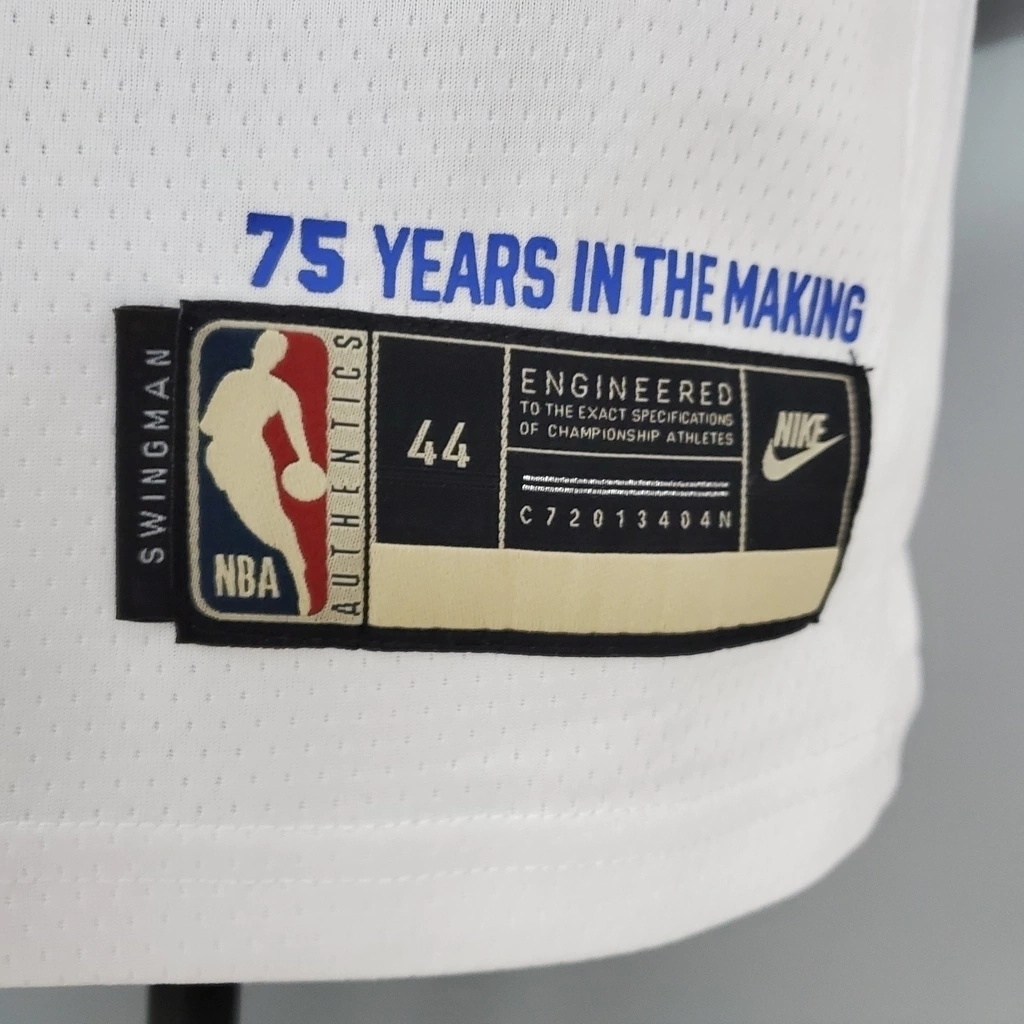 75 YEARS IN THE MAKING
SWINGMAN
NBA
AUTHENTICS
44
ENGINEERED
TO THE EXACT SPECIFICATIONS
OF CHAMPIONSHIP ATHLETES
C72013404N
NIKE